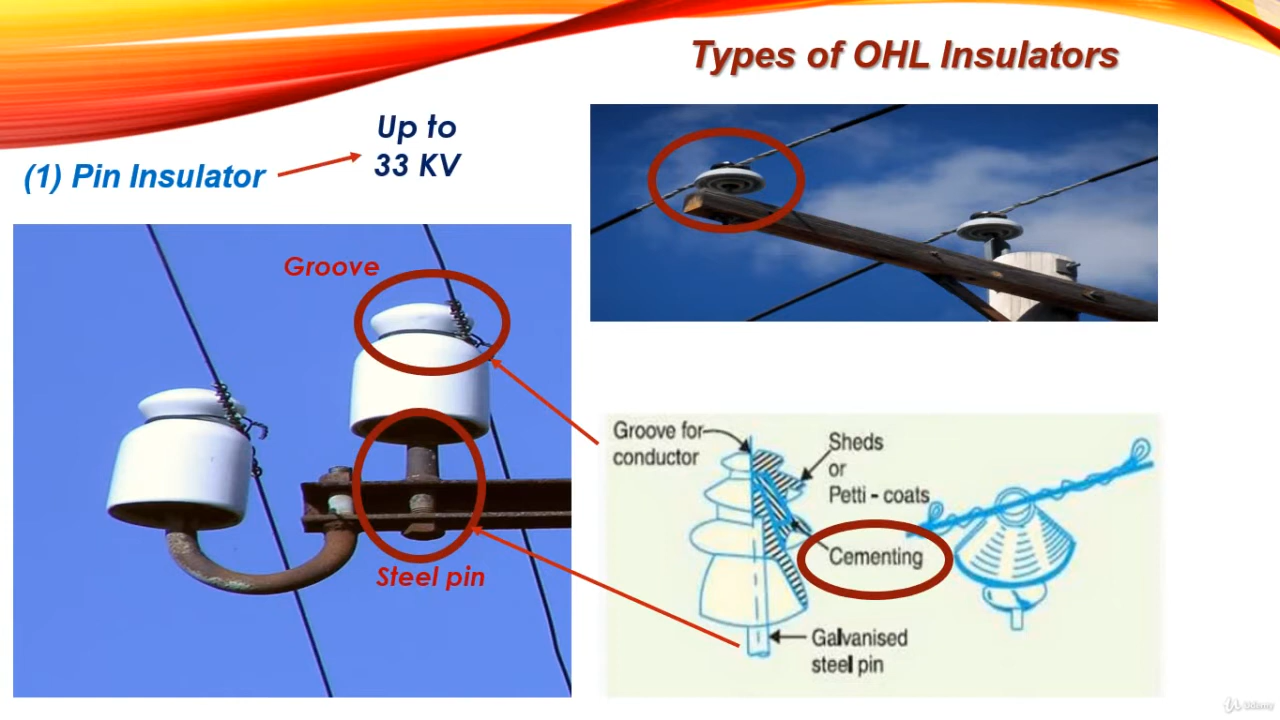 Types of OHL Insulators
Up to
33 KV
(1) Pin Insulator
Groove
Steel pin
Groove for
conductor
Sheds
or
Petti - coats
Cementing
Galvanised
steel pin
Udemy